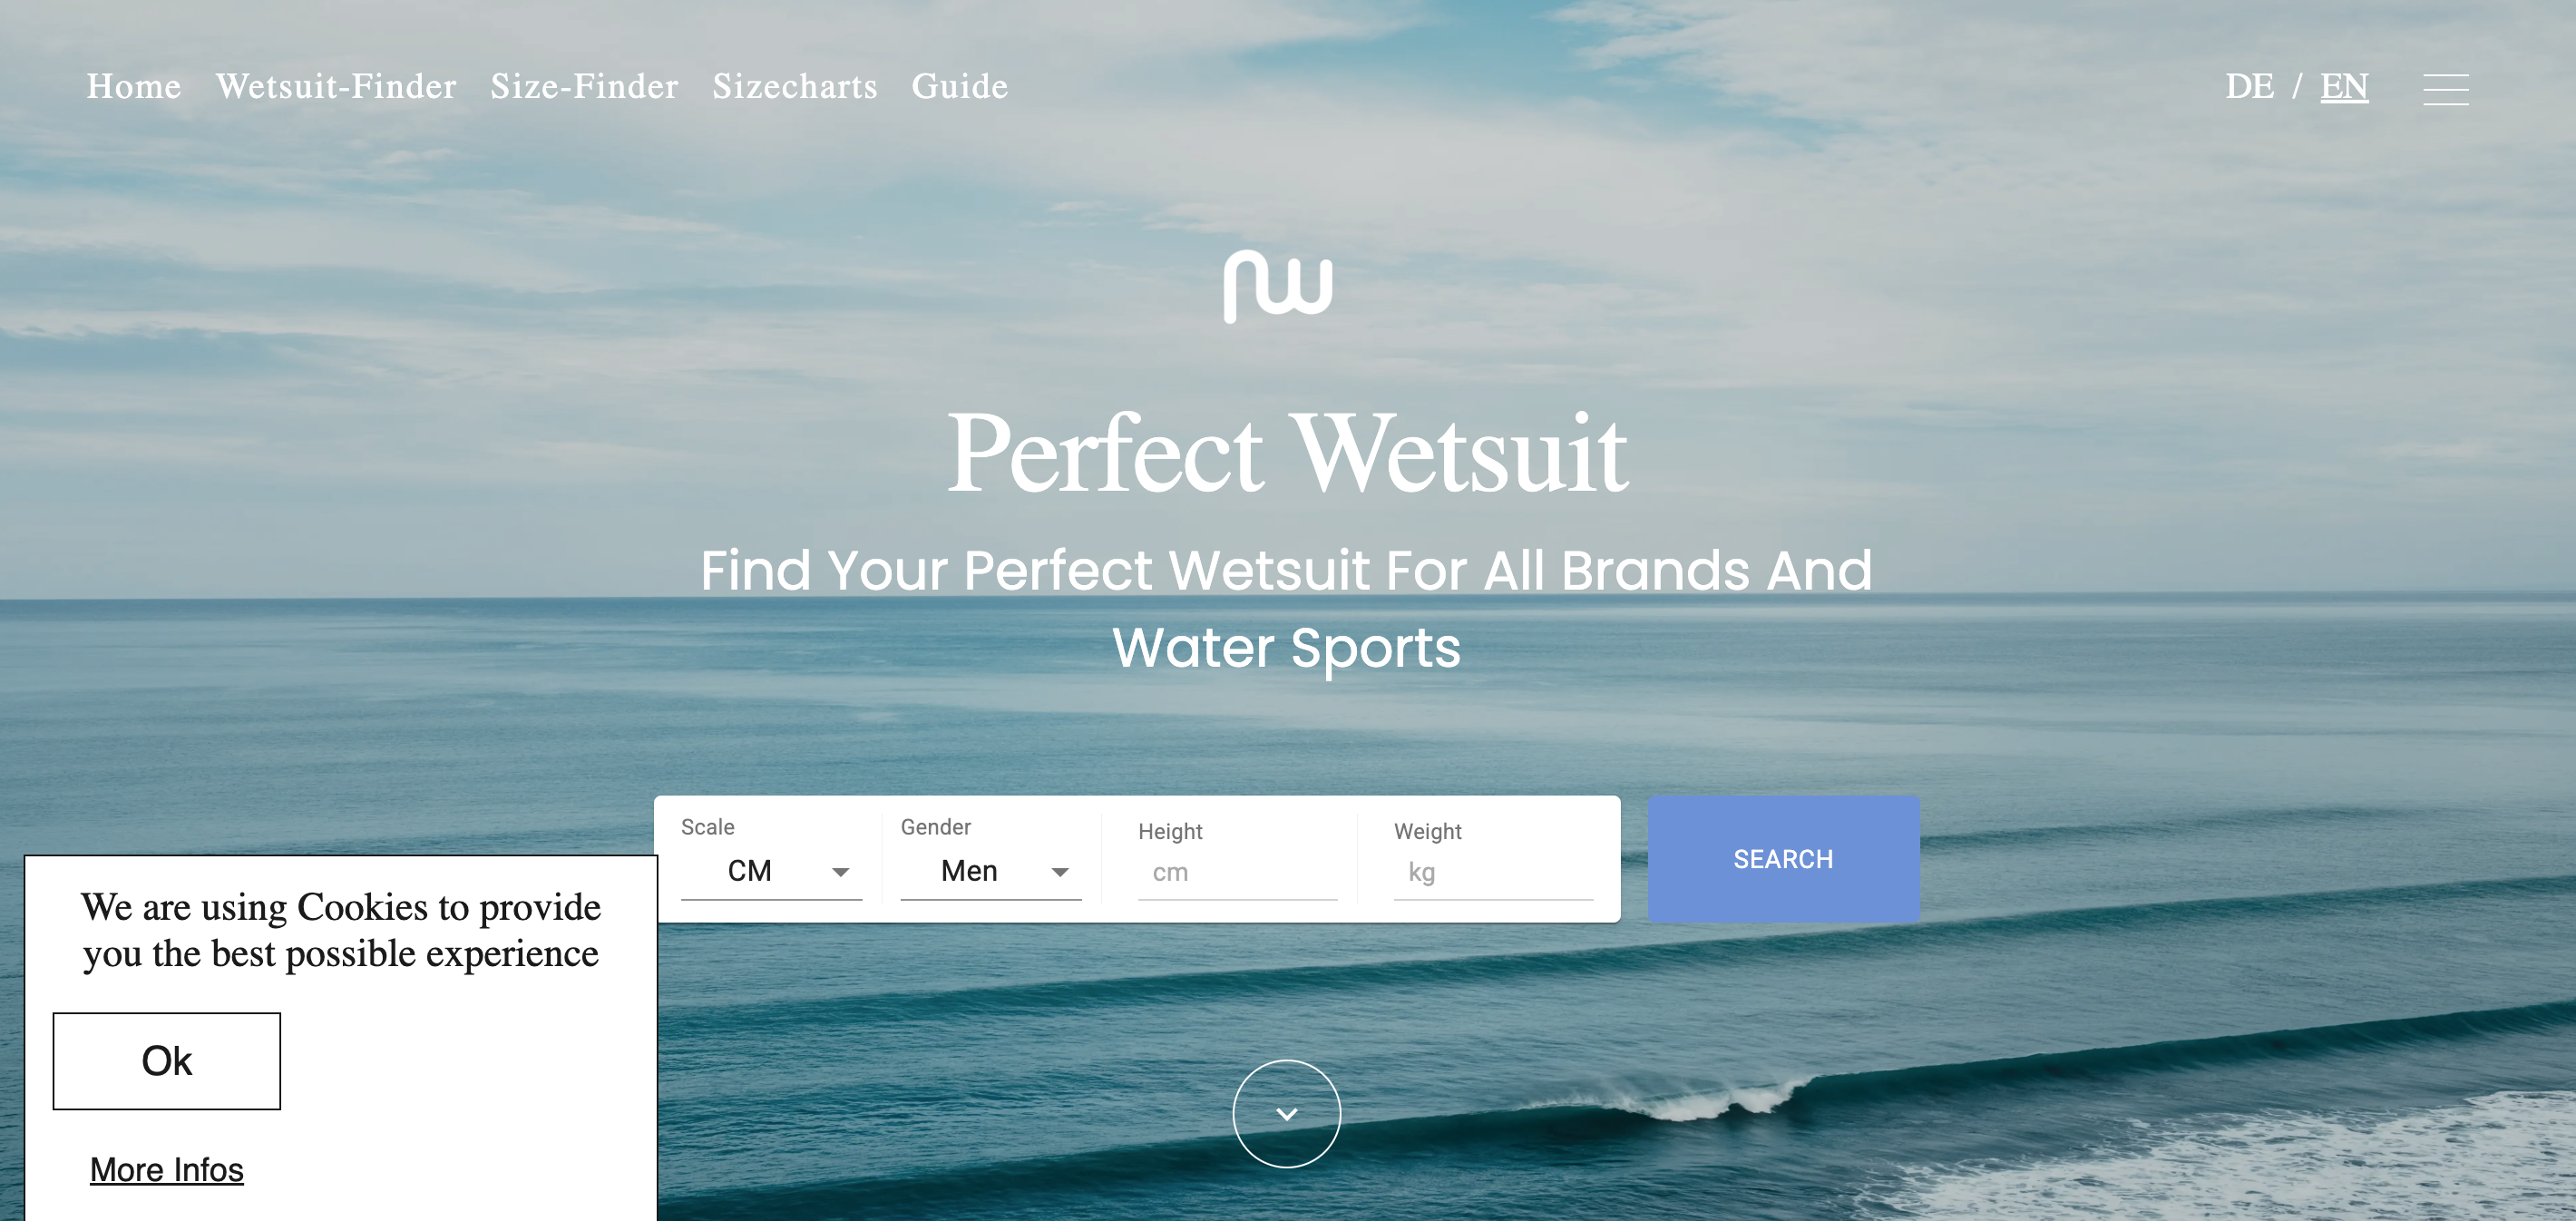 Home Wetsuit-Finder Size-Finder Sizecharts Guide
DE / EN
Perfect Wetsuit
Find Your Perfect Wetsuit For All Brands And
Water Sports
Scale Gender Height Weight
CM Men cm kg
SEARCH
We are using Cookies to provide
you the best possible experience
Ok
More Infos